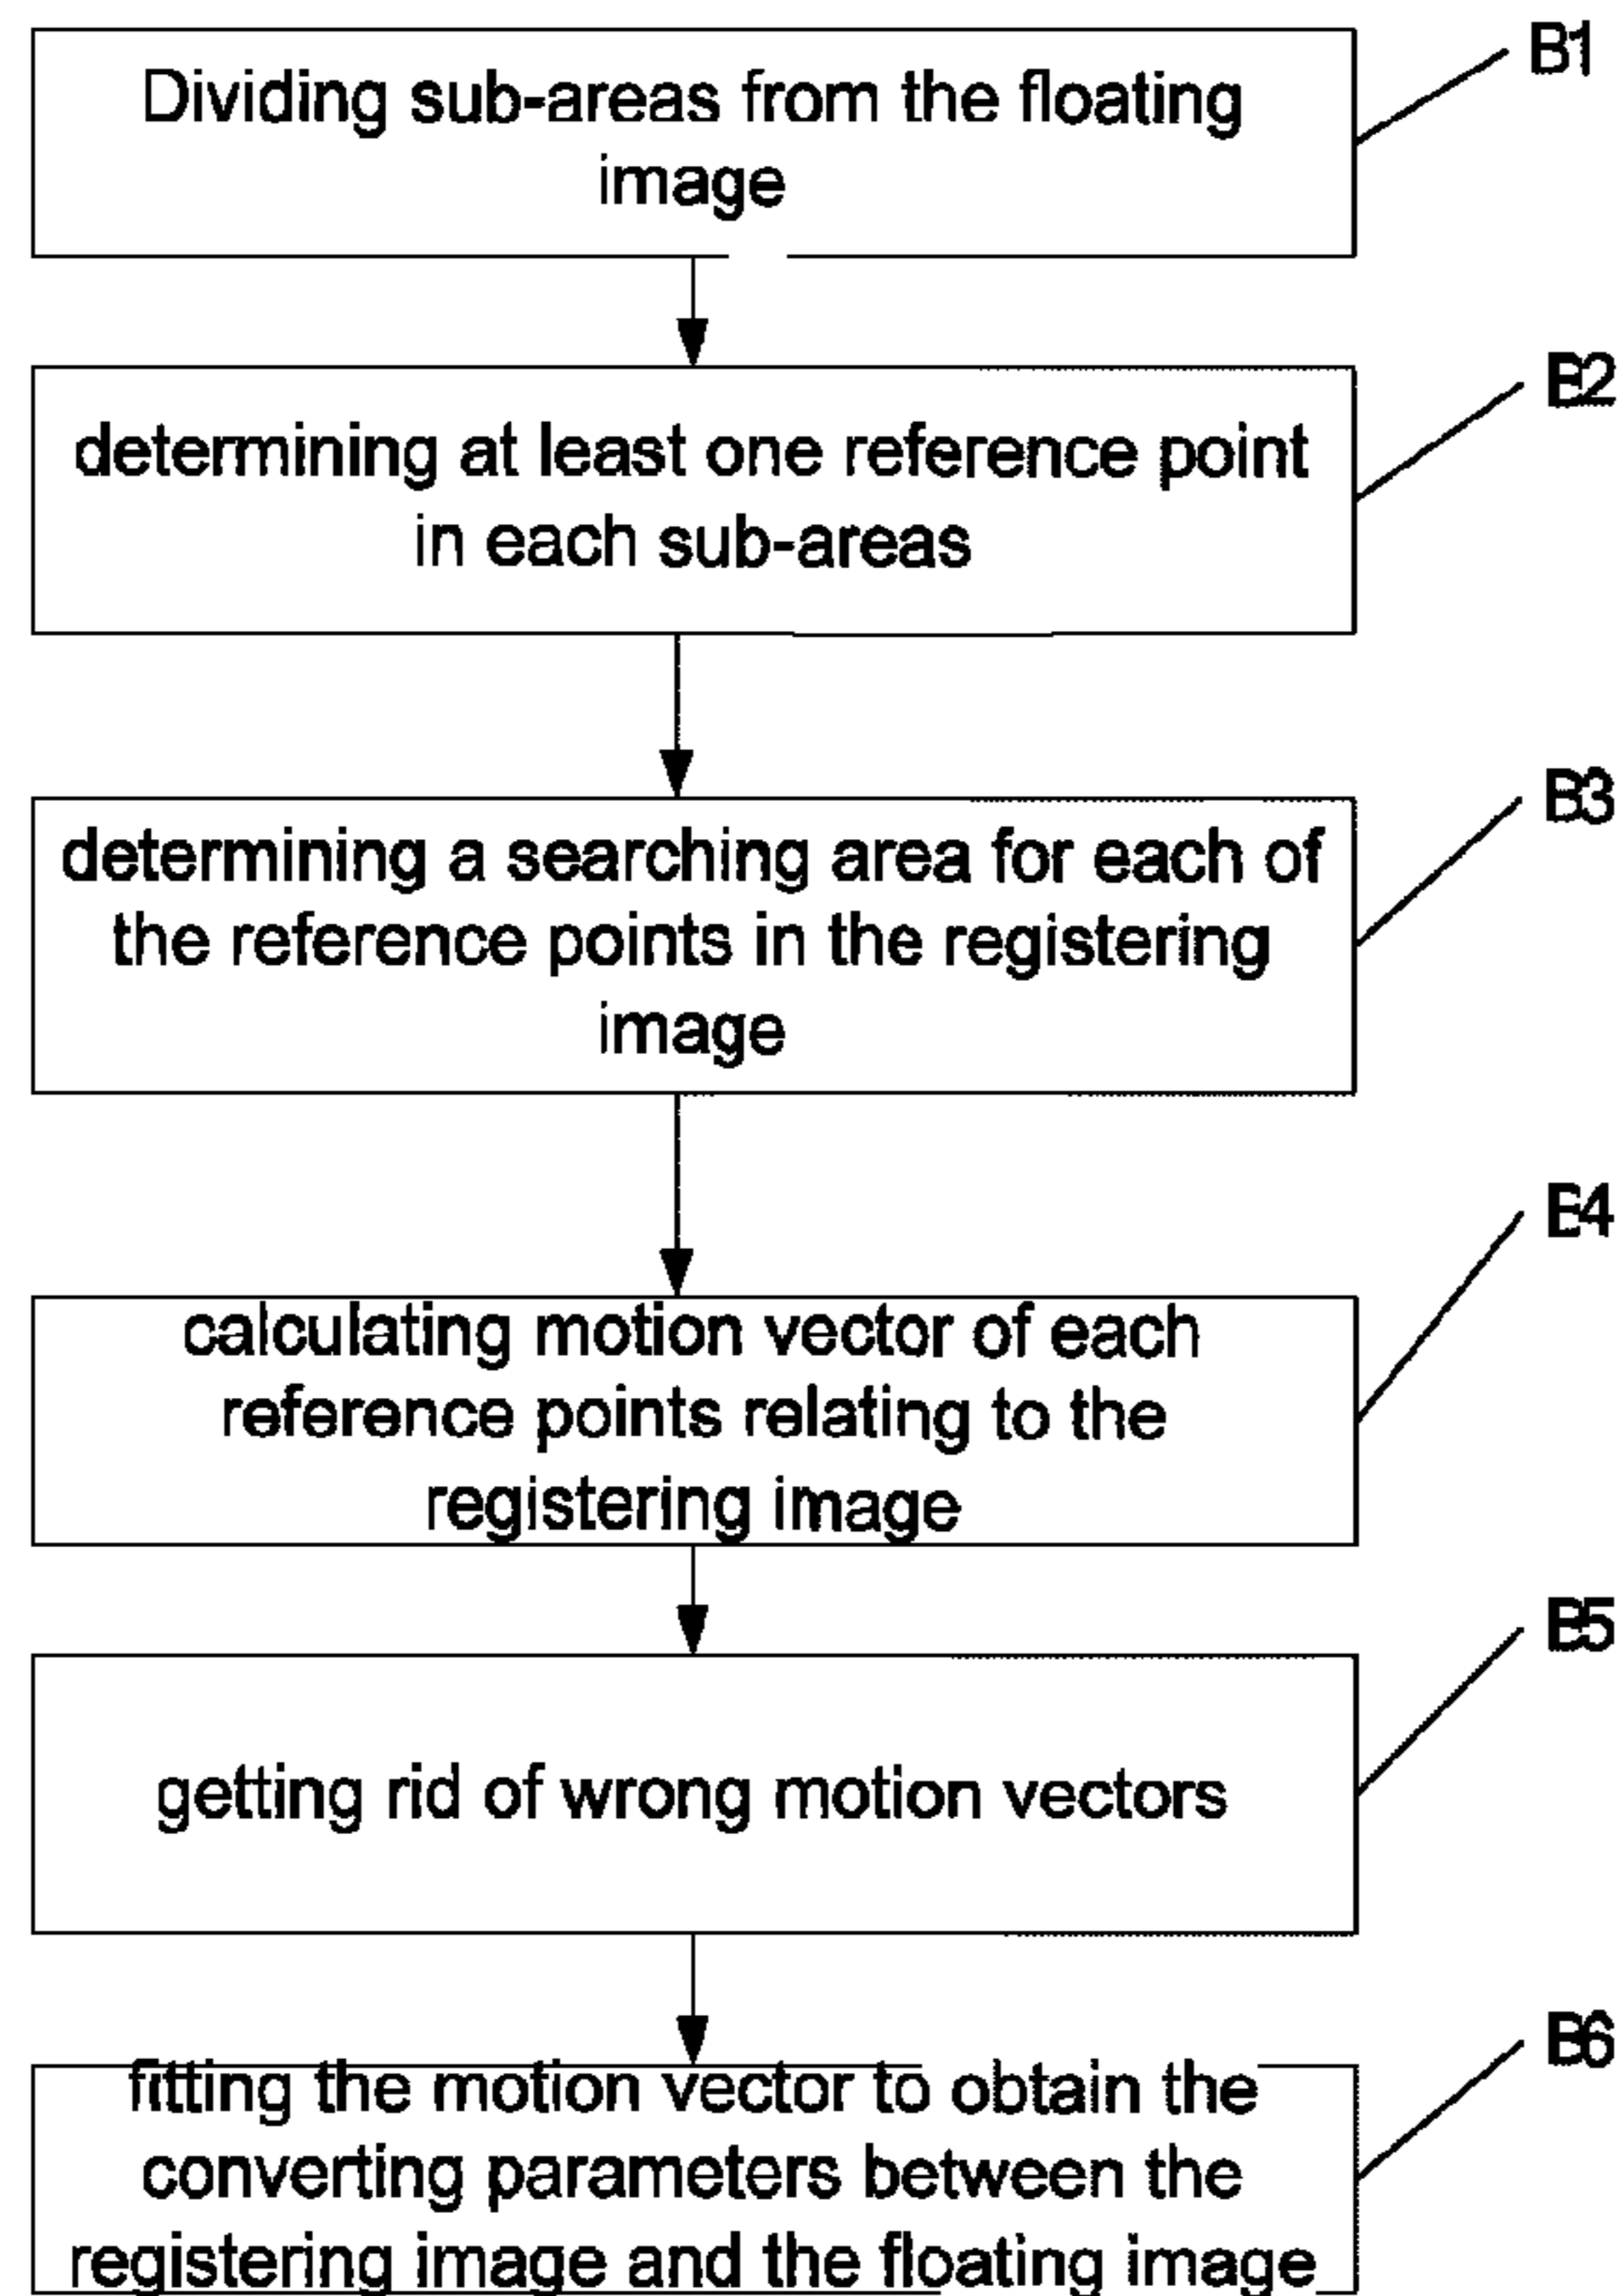 Dividing sub-areas from the floating
image
B1
determining at least one reference point
in each sub-areas
B2
determining a searching area for each of
the reference points in the registering
image
B3
calculating motion vector of each
reference points relating to the
registering image
B4
getting rid of wrong motion vectors
B5
fitting the motion vector to obtain the
converting parameters between the
registering image and the floating image
B6